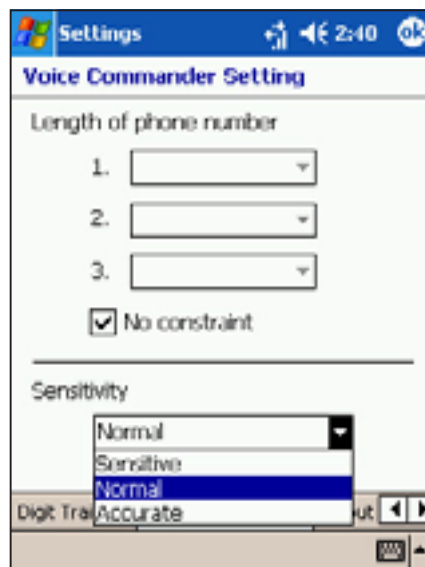 Settings 2:40 ok
Voice Commander Setting
Length of phone number
1.
2.
3.
No constraint
Sensitivity
Normal
Sensitive
Normal
Accurate
Digit Tra ut